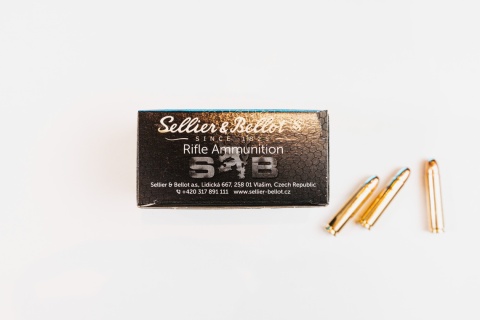 Sellier & Bellot
SINCE 1825
Rifle Ammunition
S B
Sellier & Bellot a.s., Lidická 667, 258 01 Vlašim, Czech Republic
+420 317 891 111 www.sellier-bellot.cz